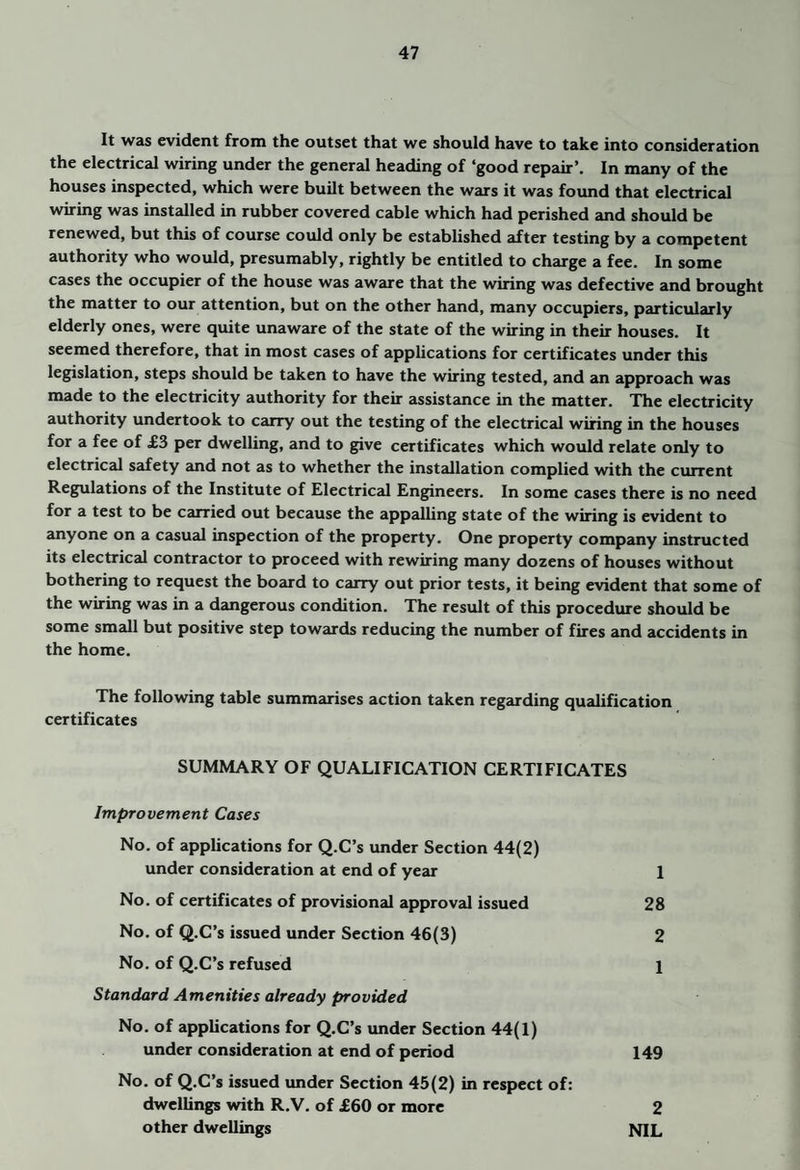 47
It was evident from the outset that we should have to take into consideration
the electrical wiring under the general heading of ‘good repair’. In many of the
houses inspected, which were built between the wars it was found that electrical
wiring was installed in rubber covered cable which had perished and should be
renewed, but this of course could only be established after testing by a competent
authority who would, presumably, rightly be entitled to charge a fee. In some
cases the occupier of the house was aware that the wiring was defective and brought
the matter to our attention, but on the other hand, many occupiers, particularly
elderly ones, were quite unaware of the state of the wiring in their houses. It
seemed therefore, that in most cases of applications for certificates under this
legislation, steps should be taken to have the wiring tested, and an approach was
made to the electricity authority for their assistance in the matter. The electricity
authority undertook to carry out the testing of the electrical wiring in the houses
for a fee of £3 per dwelling, and to give certificates which would relate only to
electrical safety and not as to whether the installation complied with the current
Regulations of the Institute of Electrical Engineers. In some cases there is no need
for a test to be carried out because the appalling state of the wiring is evident to
anyone on a casual inspection of the property. One property company instructed
its electrical contractor to proceed with rewiring many dozens of houses without
bothering to request the board to carry out prior tests, it being evident that some of
the wiring was in a dangerous condition. The result of this procedure should be
some small but positive step towards reducing the number of fires and accidents in
the home.
The following table summarises action taken regarding qualification
certificates
SUMMARY OF QUALIFICATION CERTIFICATES
Improvement Cases
No. of applications for Q.C’s under Section 44(2)
under consideration at end of year 1
No. of certificates of provisional approval issued 28
No. of Q.C’s issued under Section 46(3) 2
No. of Q.C’s refused 1
Standard Amenities already provided
No. of applications for Q.C’s under Section 44(1)
under consideration at end of period 149
No. of Q.C’s issued under Section 45(2) in respect of:
dwellings with R.V. of £60 or more 2
other dwellings NIL